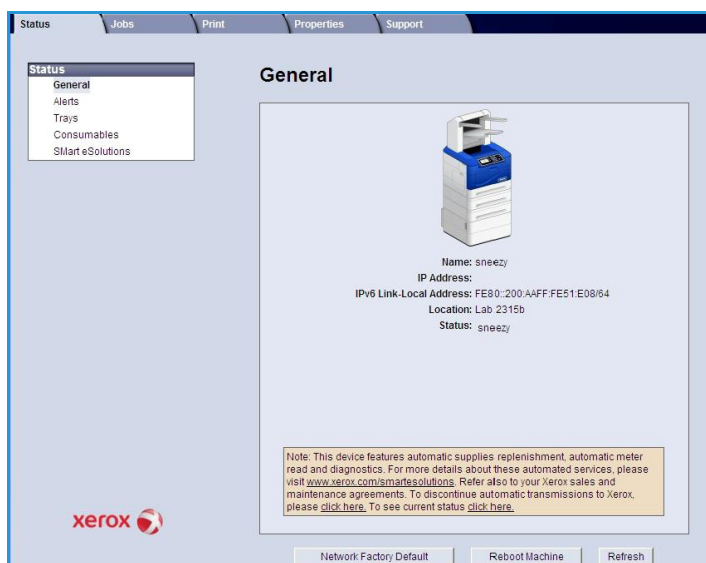 Status Jobs Print Properties Support
Status
General
Alerts
Trays
Consumables
SMart eSolutions
General
Name: sneezy
IP Address:
IPv6 Link-Local Address: FE80::200:AAFF:FE51:E08/64
Location: Lab 2315b
Status: sneezy
Note: This device features automatic supplies replenishment, automatic meter
read and diagnostics. For more details about these automated services, please
visit www.xerox.com/smartesolutions. Refer also to your Xerox sales and
maintenance agreements. To discontinue automatic transmissions to Xerox,
please click here. To see current status click here.
xerox
Network Factory Default Reboot Machine Refresh